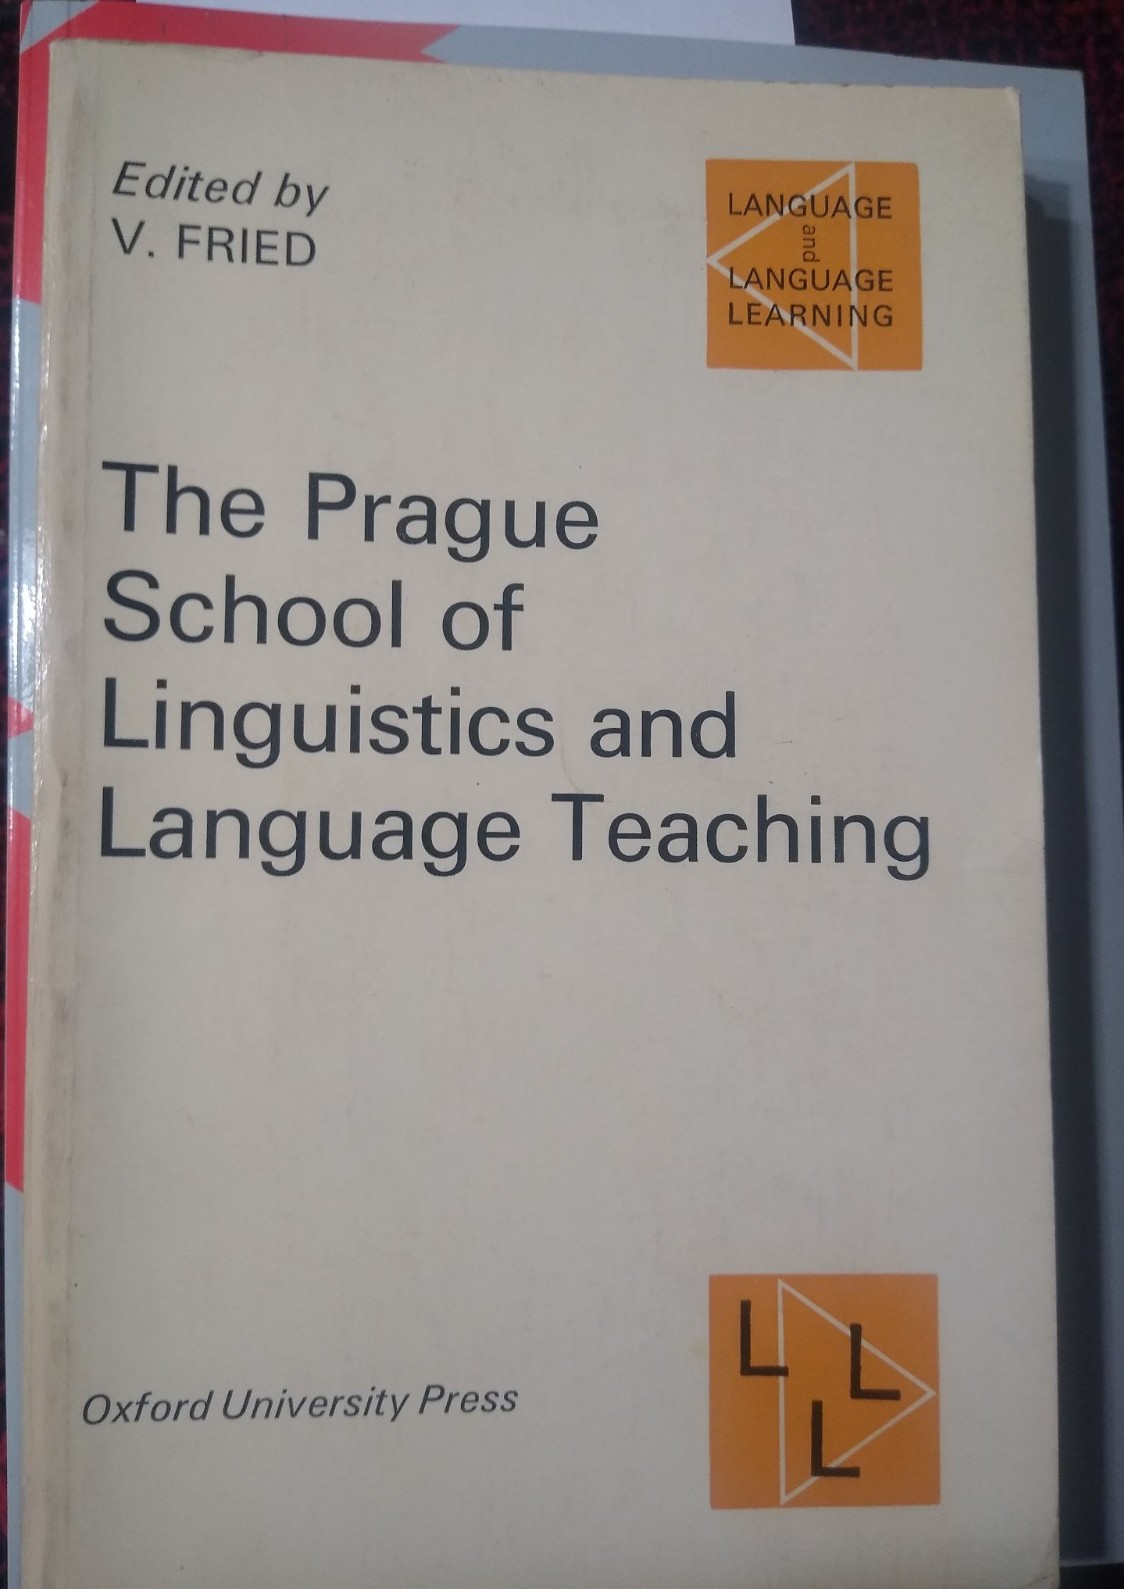 Edited by
V. FRIED
LANGUAGE
and
LANGUAGE
LEARNING
The Prague
School of
Linguistics and
Language Teaching
Oxford University Press
L
L
L